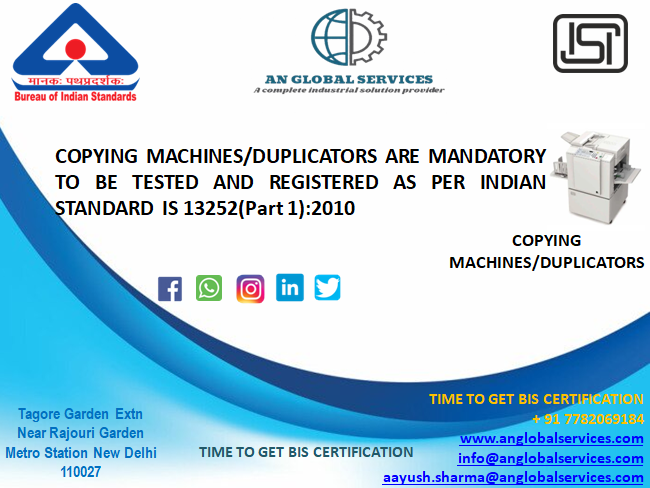 मानकः पथप्रदर्शकः
Bureau of Indian Standards
AN GLOBAL SERVICES
A complete industrial solution provider
ISI
COPYING MACHINES/DUPLICATORS ARE MANDATORY
TO BE TESTED AND REGISTERED AS PER INDIAN
STANDARD IS 13252(Part 1):2010
COPYING
MACHINES/DUPLICATORS
Tagore Garden Extn
Near Rajouri Garden
Metro Station New Delhi
110027
TIME TO GET BIS CERTIFICATION
TIME TO GET BIS CERTIFICATION
+ 91 7782069184
www.anglobalservices.com
info@anglobalservices.com
aayush.sharma@anglobalservices.com